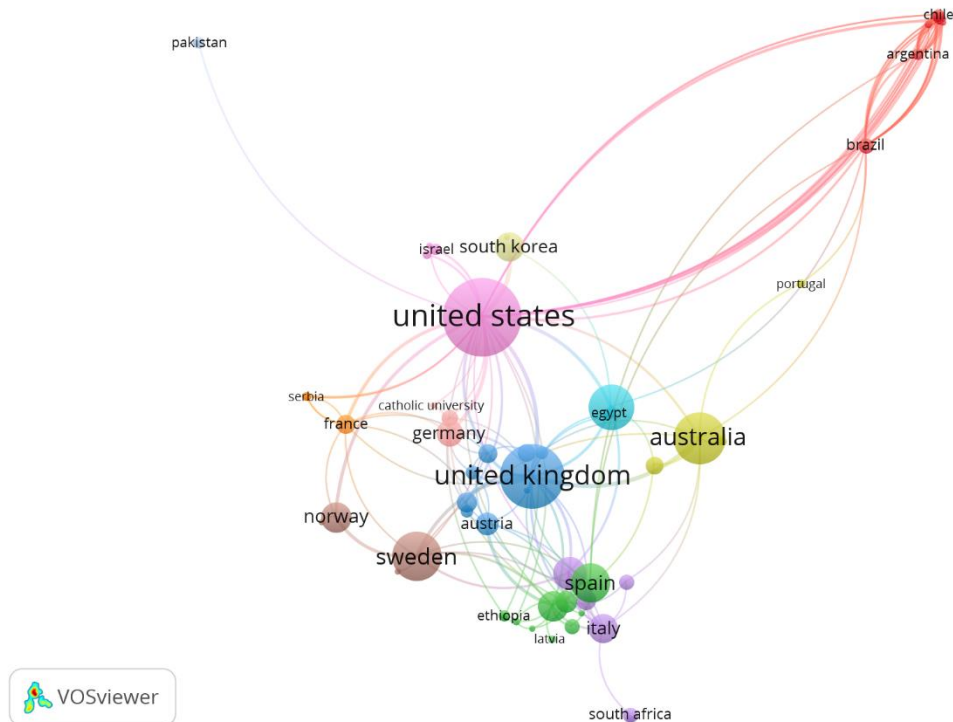 chile
pakistan
argentina
brazil
israel
south korea
portugal
united states
serbia
catholic university
egypt
france
germany
australia
united kingdom
norway
austria
sweden
spain
ethiopia
italy
latvia
south africa
VOSviewer